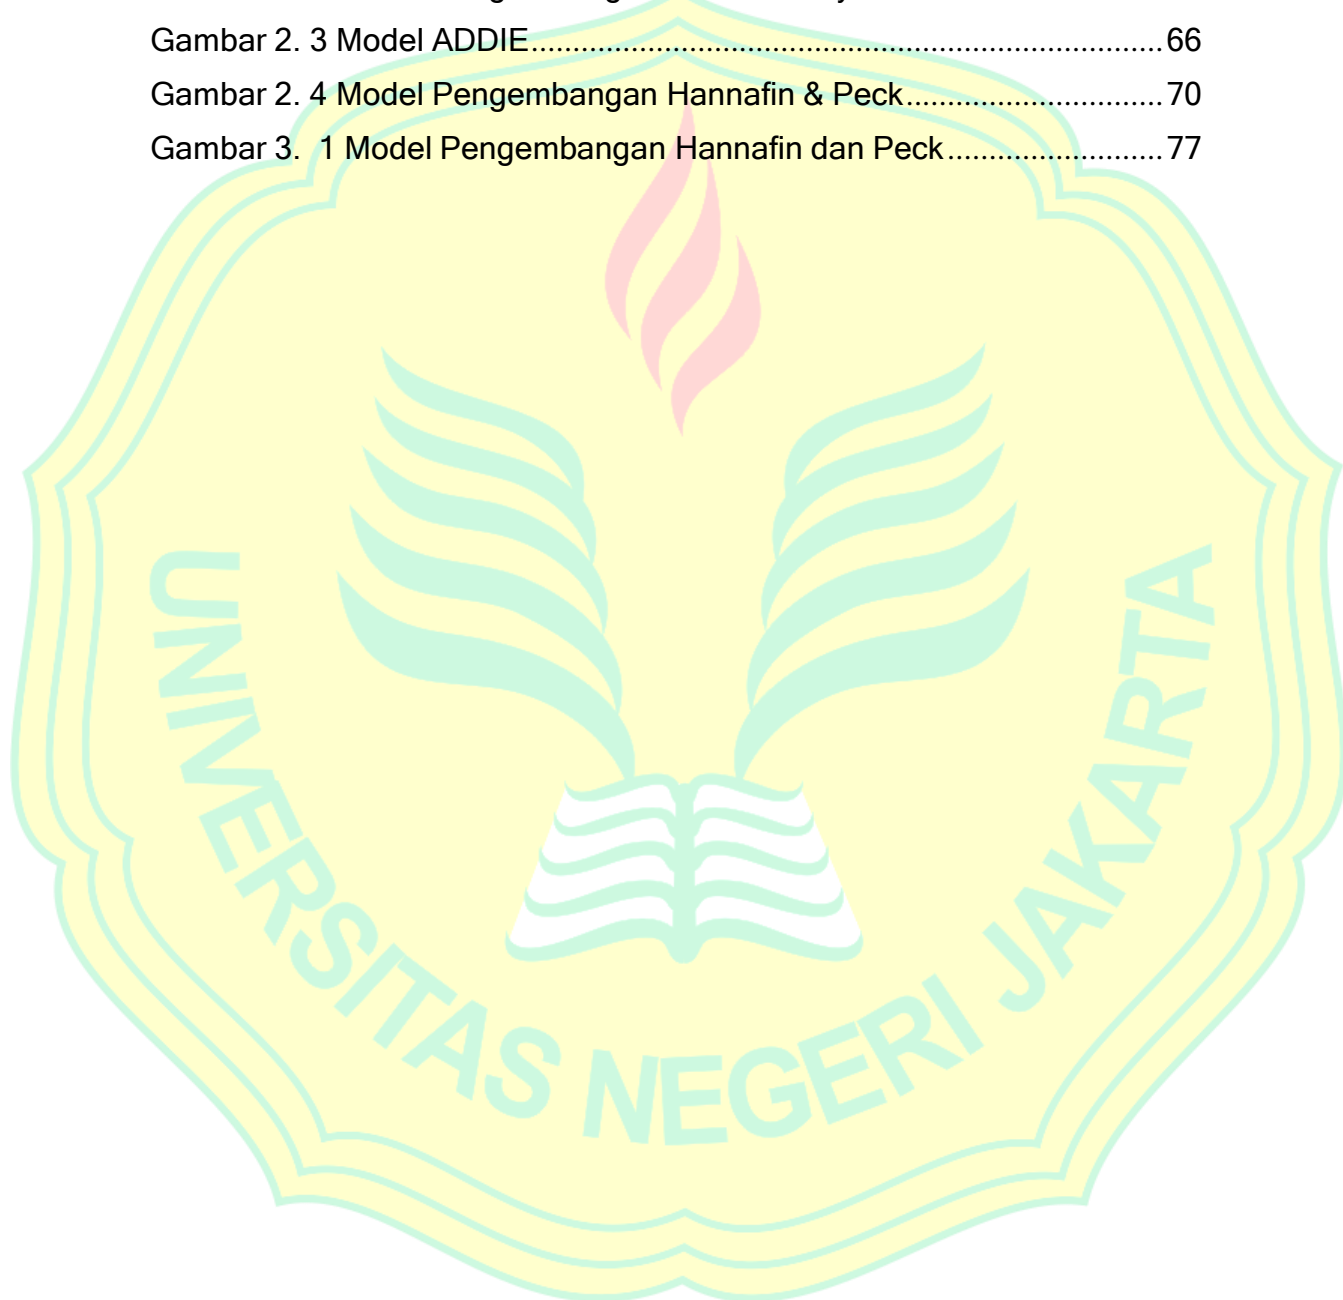 Gambar 2. 3 Model ADDIE............................................................................66
Gambar 2. 4 Model Pengembangan Hannafin & Peck...............................70
Gambar 3.  1 Model Pengembangan Hannafin dan Peck..........................77
UNIVERSITAS NEGERI JAKARTA